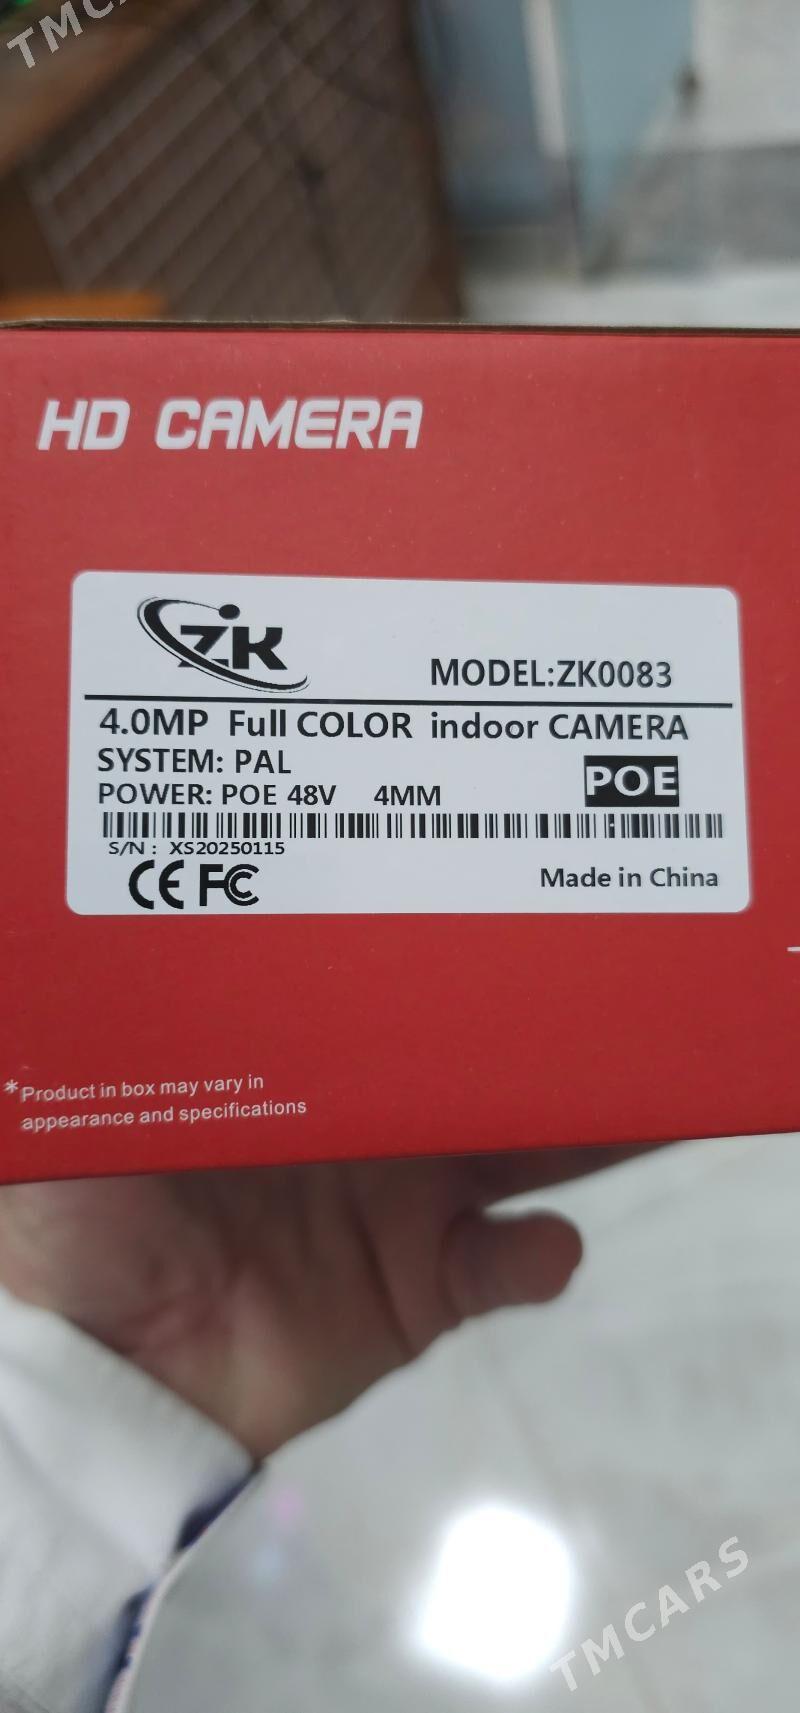 TMCA
HD CAMERA
ZK
MODEL:ZK0083
4.0MP Full COLOR indoor CAMERA
SYSTEM: PAL
POWER: POE 48V 4MM
POE
S/N : XS20250115
CE FC
Made in China
*Product in box may vary in
appearance and specifications
TMCARS